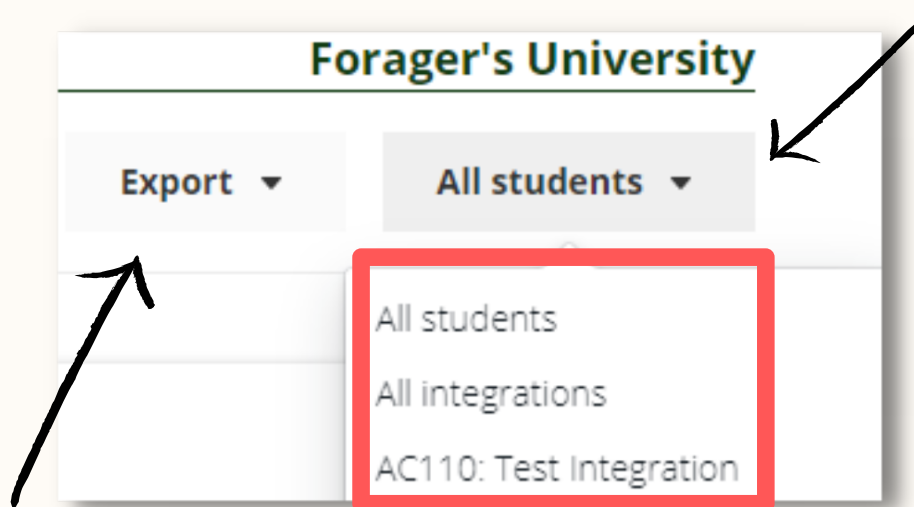 Forager's University
Export
All students
All students
All integrations
AC110: Test Integration